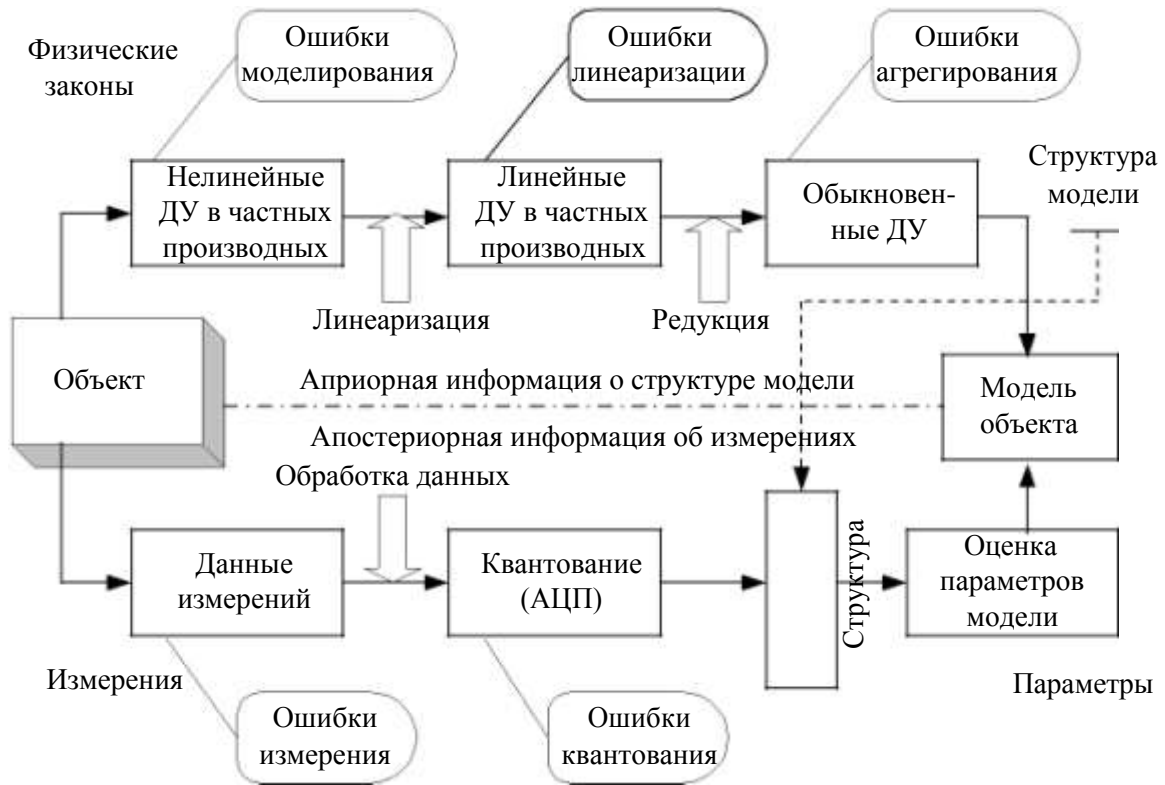 Физические
законы
Ошибки
моделирования
Ошибки
линеаризации
Ошибки
агрегирования
Нелинейные
ДУ в частных
производных
Линейные
ДУ в частных
производных
Обыкновен-
ные ДУ
Структура
модели
Линеаризация
Редукция
Объект
Априорная информация о структуре модели
Апостериорная информация об измерениях
Модель
объекта
Обработка данных
Данные
измерений
Квантование
(АЦП)
Структура
Оценка
параметров
модели
Измерения
Параметры
Ошибки
измерения
Ошибки
квантования